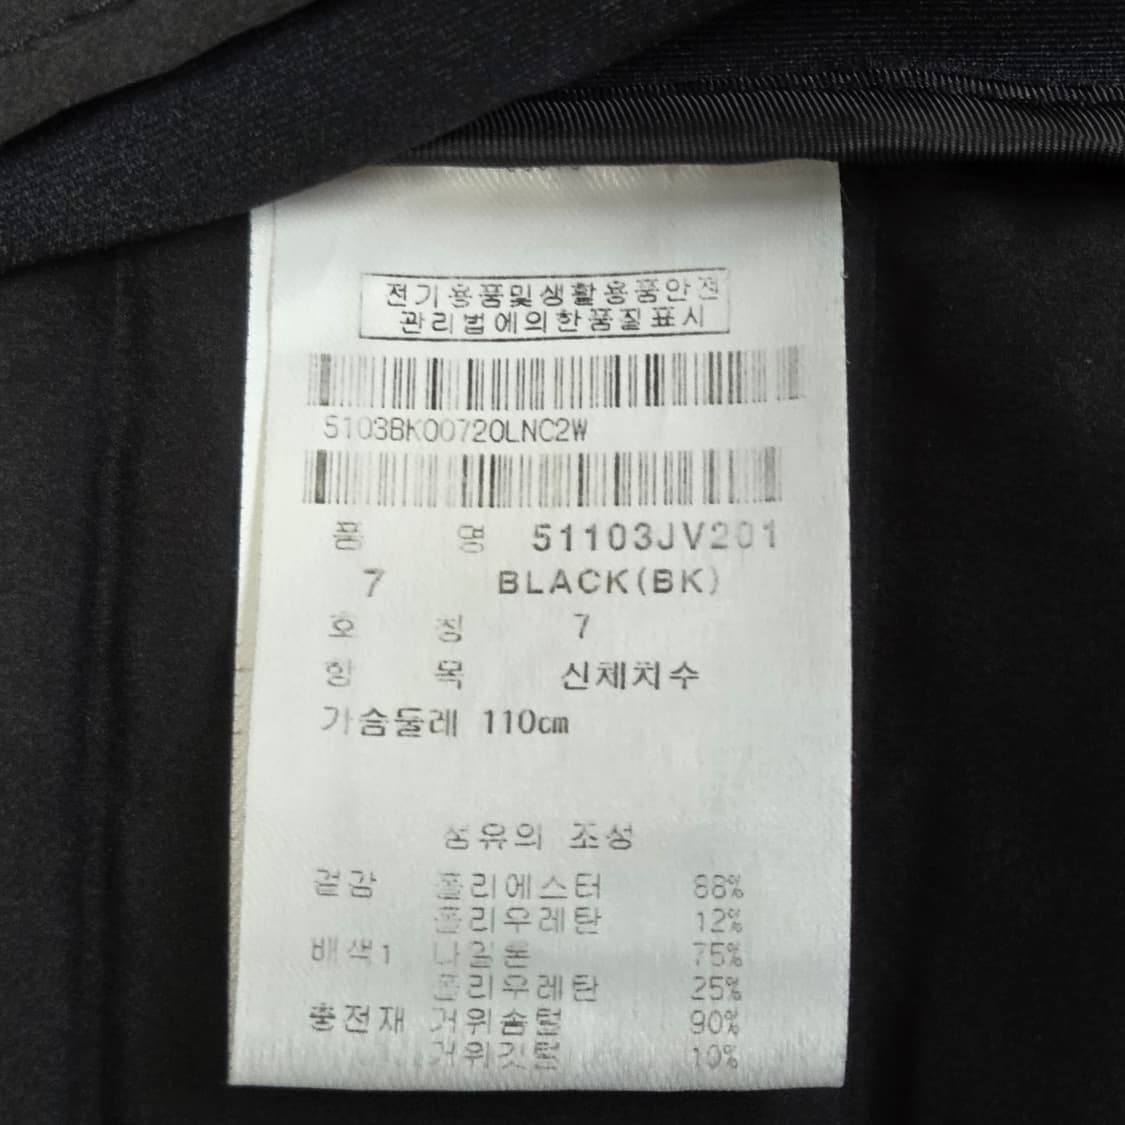 전기용품및생활용품안전
관리법에의한품질표시
5103BK00720LNC2W
품 명 51103JV201
7 BLACK(BK)
호 칭 7
항 목 신체치수
가슴둘레 110cm
섬유의 조성
겉감 폴리에스터 88%
폴리우레탄 12%
배색1 나일론 75%
폴리우레탄 25%
충전재 거위솜털 90%
거위깃털 10%